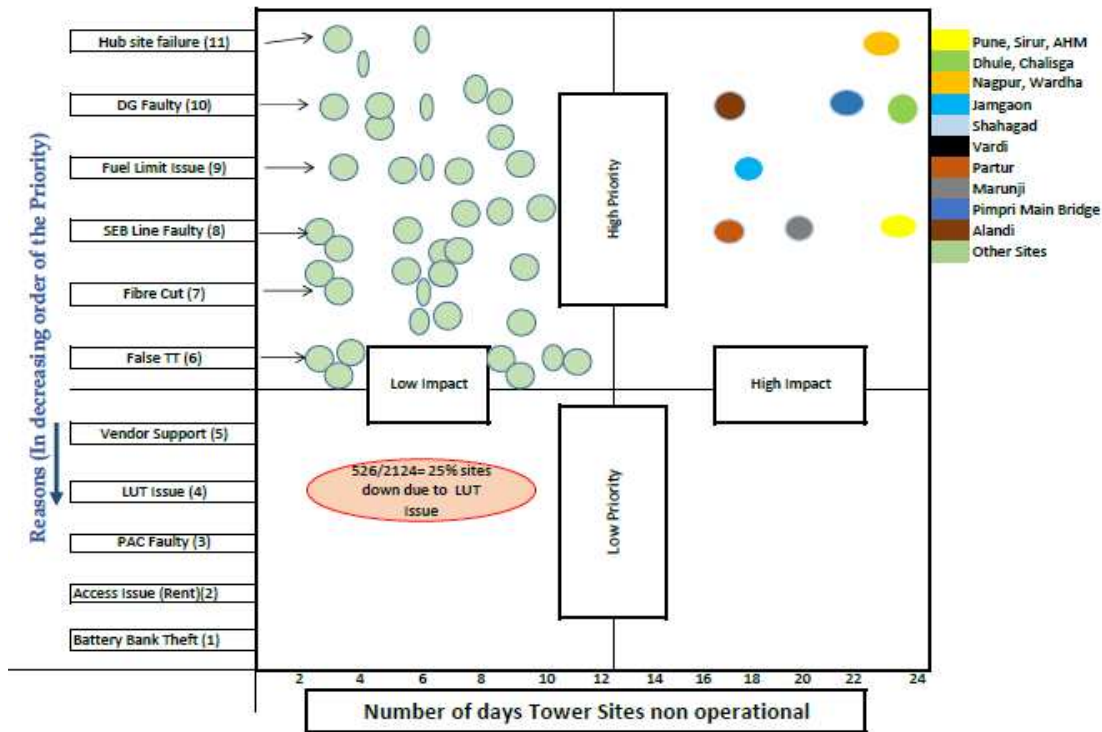 Reasons (In decreasing order of the Priority)
Hub site failure (11)
DG Faulty (10)
Fuel Limit Issue (9)
SEB Line Faulty (8)
Fibre Cut (7)
False TT (6)
Vendor Support (5)
LUT Issue (4)
PAC Faulty (3)
Access Issue (Rent)(2)
Battery Bank Theft (1)
High Priority
Low Impact
High Impact
Low Priority
526/2124= 25% sites
down due to LUT
Issue
Pune, Sirur, AHM
Dhule, Chalisga
Nagpur, Wardha
Jamgaon
Shahagad
Vardi
Partur
Marunji
Pimpri Main Bridge
Alandi
Other Sites
2 4 6 8 10 12 14 16 18 20 22 24
Number of days Tower Sites non operational